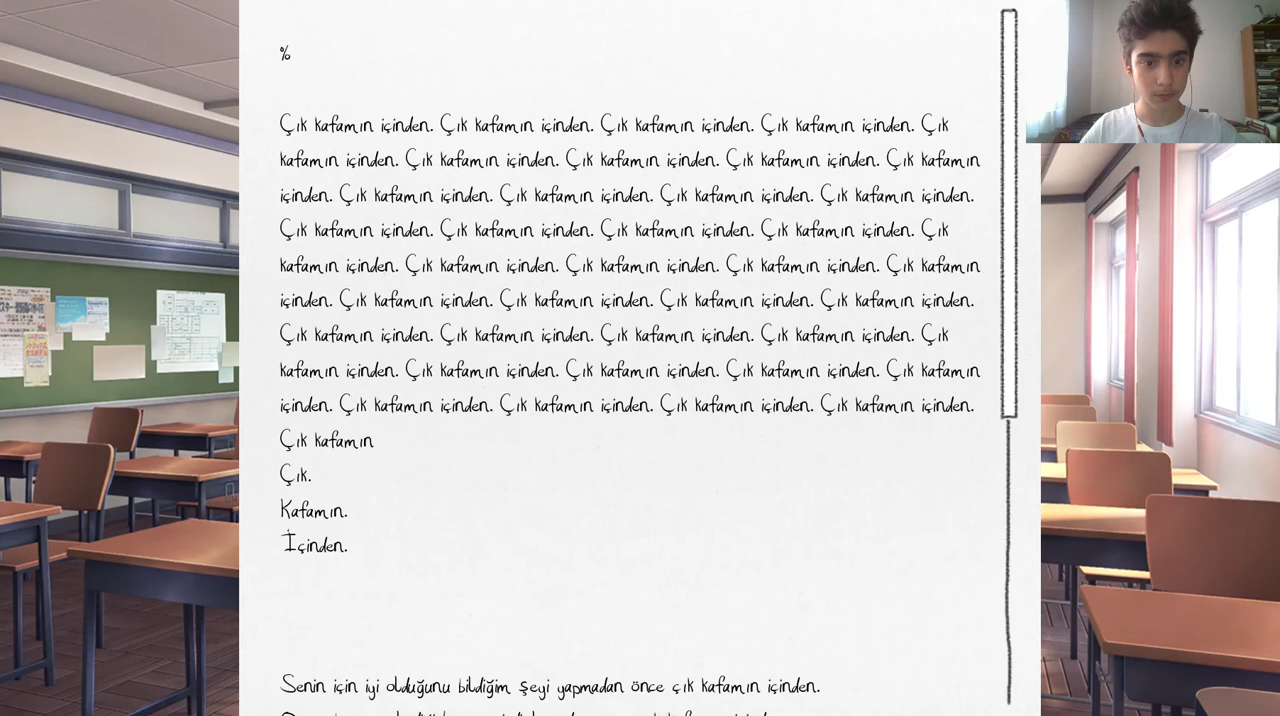 %
Çık kafamın içinden. Çık kafamın içinden. Çık kafamın içinden. Çık kafamın içinden. Çık
kafamın içinden. Çık kafamın içinden. Çık kafamın içinden. Çık kafamın içinden. Çık kafamın
içinden. Çık kafamın içinden. Çık kafamın içinden. Çık kafamın içinden. Çık kafamın içinden.
Çık kafamın içinden. Çık kafamın içinden. Çık kafamın içinden. Çık kafamın içinden. Çık
kafamın içinden. Çık kafamın içinden. Çık kafamın içinden. Çık kafamın içinden. Çık kafamın
içinden. Çık kafamın içinden. Çık kafamın içinden. Çık kafamın içinden. Çık kafamın içinden.
Çık kafamın içinden. Çık kafamın içinden. Çık kafamın içinden. Çık kafamın içinden. Çık
kafamın içinden. Çık kafamın içinden. Çık kafamın içinden. Çık kafamın içinden. Çık kafamın
içinden. Çık kafamın içinden. Çık kafamın içinden. Çık kafamın içinden. Çık kafamın içinden.
Çık kafamın
Çık.
Kafamın.
İçinden.
Senin için iyi olduğunu bildiğim şeyi yapmadan önce çık kafamın içinden.